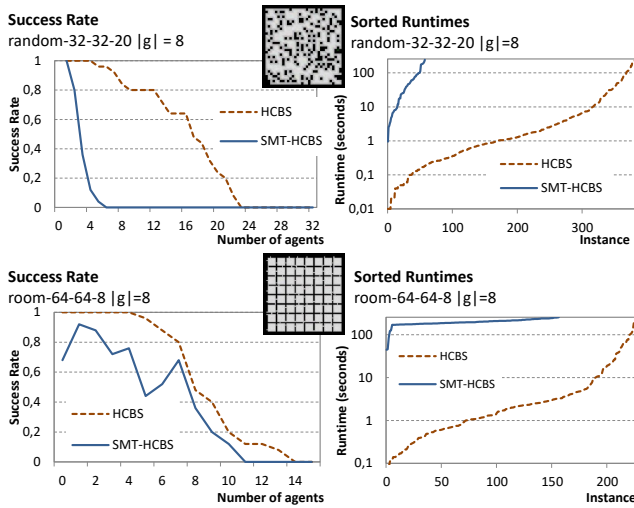 Success Rate
random-32-32-20 |g| = 8
Success Rate
1
0,8
0,6
0,4
0,2
0
HCBS
SMT-HCBS
0 4 8 12 16 20 24 28 32
Number of agents
Sorted Runtimes
random-32-32-20 |g|=8
Runtime (seconds)
100
10
1
0,1
0,01
HCBS
SMT-HCBS
0 100 200 300
Instance
Success Rate
room-64-64-8 |g|=8
Success Rate
1
0,8
0,6
0,4
0,2
0
HCBS
SMT-HCBS
0 2 4 6 8 10 12 14
Number of agents
Sorted Runtimes
room-64-64-8 |g|=8
Runtime (seconds)
100
10
1
0,1
HCBS
SMT-HCBS
0 50 100 150 200
Instance